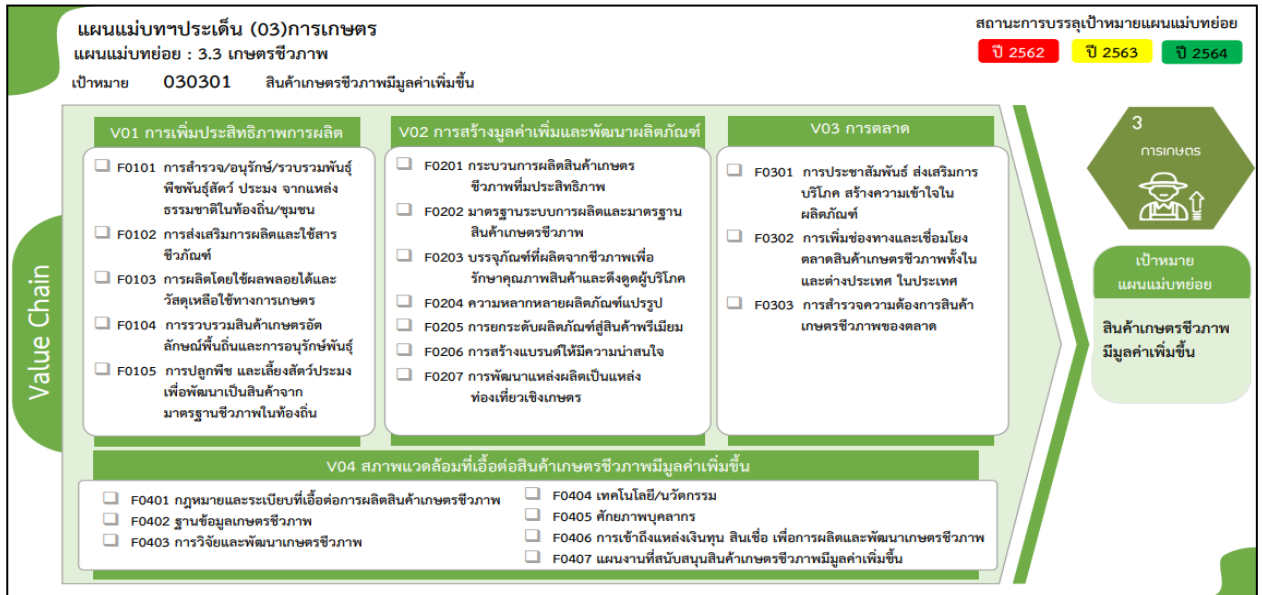 แผนแม่บทฯประเด็น (03)การเกษตร
แผนแม่บทย่อย : 3.3 เกษตรชีวภาพ
เป้าหมาย 030301 สินค้าเกษตรชีวภาพมีมูลค่าเพิ่มขึ้น
สถานะการบรรลุเป้าหมายแผนแม่บทย่อย
ปี 2562 ปี 2563 ปี 2564
Value Chain
V01 การเพิ่มประสิทธิภาพการผลิต
F0101 การสำรวจ/อนุรักษ์/รวบรวมพันธุ์
พืชพันธุ์สัตว์ ประมง จากแหล่ง
ธรรมชาติในท้องถิ่น/ชุมชน
F0102 การส่งเสริมการผลิตและใช้สาร
ชีวภัณฑ์
F0103 การผลิตโดยใช้ผลพลอยได้และ
วัสดุเหลือใช้ทางการเกษตร
F0104 การรวบรวมสินค้าเกษตรอัต
ลักษณ์พื้นถิ่นและการอนุรักษ์พันธุ์
F0105 การปลูกพืช และเลี้ยงสัตว์ประมง
เพื่อพัฒนาเป็นสินค้าจาก
มาตรฐานชีวภาพในท้องถิ่น
V02 การสร้างมูลค่าเพิ่มและพัฒนาผลิตภัณฑ์
F0201 กระบวนการผลิตสินค้าเกษตร
ชีวภาพที่มประสิทธิภาพ
F0202 มาตรฐานระบบการผลิตและมาตรฐาน
สินค้าเกษตรชีวภาพ
F0203 บรรจุภัณฑ์ที่ผลิตจากชีวภาพเพื่อ
รักษาคุณภาพสินค้าและดึงดูดผู้บริโภค
F0204 ความหลากหลายผลิตภัณฑ์แปรรูป
F0205 การยกระดับผลิตภัณฑ์สู่สินค้าพรีเมียม
F0206 การสร้างแบรนด์ให้มีความน่าสนใจ
F0207 การพัฒนาแหล่งผลิตเป็นแหล่ง
ท่องเที่ยวเชิงเกษตร
V03 การตลาด
F0301 การประชาสัมพันธ์ ส่งเสริมการ
บริโภค สร้างความเข้าใจใน
ผลิตภัณฑ์
F0302 การเพิ่มช่องทางและเชื่อมโยง
ตลาดสินค้าเกษตรชีวภาพทั้งใน
และต่างประเทศ ในประเทศ
F0303 การสำรวจความต้องการสินค้า
เกษตรชีวภาพของตลาด
V04 สภาพแวดล้อมที่เอื้อต่อสินค้าเกษตรชีวภาพมีมูลค่าเพิ่มขึ้น
F0401 กฎหมายและระเบียบที่เอื้อต่อการผลิตสินค้าเกษตรชีวภาพ
F0402 ฐานข้อมูลเกษตรชีวภาพ
F0403 การวิจัยและพัฒนาเกษตรชีวภาพ
F0404 เทคโนโลยี/นวัตกรรม
F0405 ศักยภาพบุคลากร
F0406 การเข้าถึงแหล่งเงินทุน สินเชื่อ เพื่อการผลิตและพัฒนาเกษตรชีวภาพ
F0407 แผนงานที่สนับสนุนสินค้าเกษตรชีวภาพมีมูลค่าเพิ่มขึ้น
3
การเกษตร
เป้าหมาย
แผนแม่บทย่อย
สินค้าเกษตรชีวภาพ
มีมูลค่าเพิ่มขึ้น